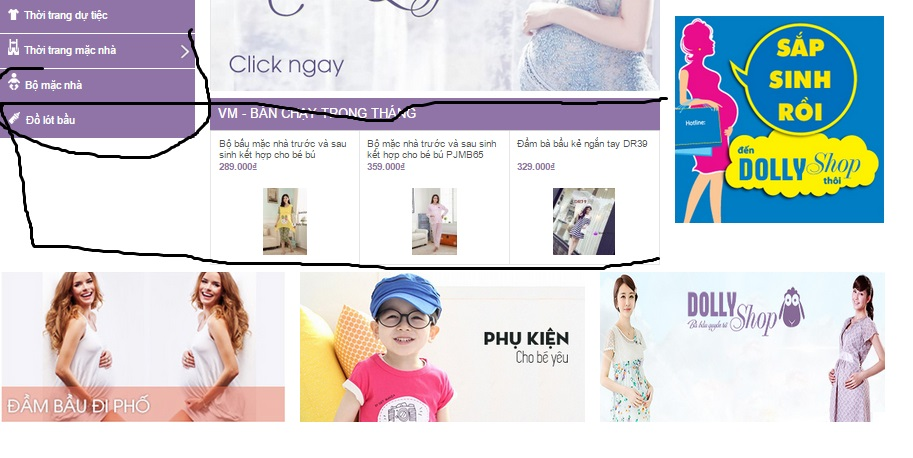 Thời trang dự tiệc
Thời trang mặc nhà
Bộ mặc nhà
Đồ lót bầu
Click ngay
VM - BÁN CHẠY TRONG THÁNG
Bộ bầu mặc nhà trước và sau
sinh kết hợp cho bé bú
289.000₫
Bộ mặc nhà trước và sau sinh
kết hợp cho bé bú PJMB65
359.000₫
Đầm bà bầu kẻ ngắn tay DR39
329.000₫
SẮP
SINH
RỒI
Hotline:
đến
DOLLY Shop
thôi
ĐẦM BẦU ĐI PHỐ
PHỤ KIỆN
Cho bé yêu
DOLLY
Shop
Bí kíp quyến rũ